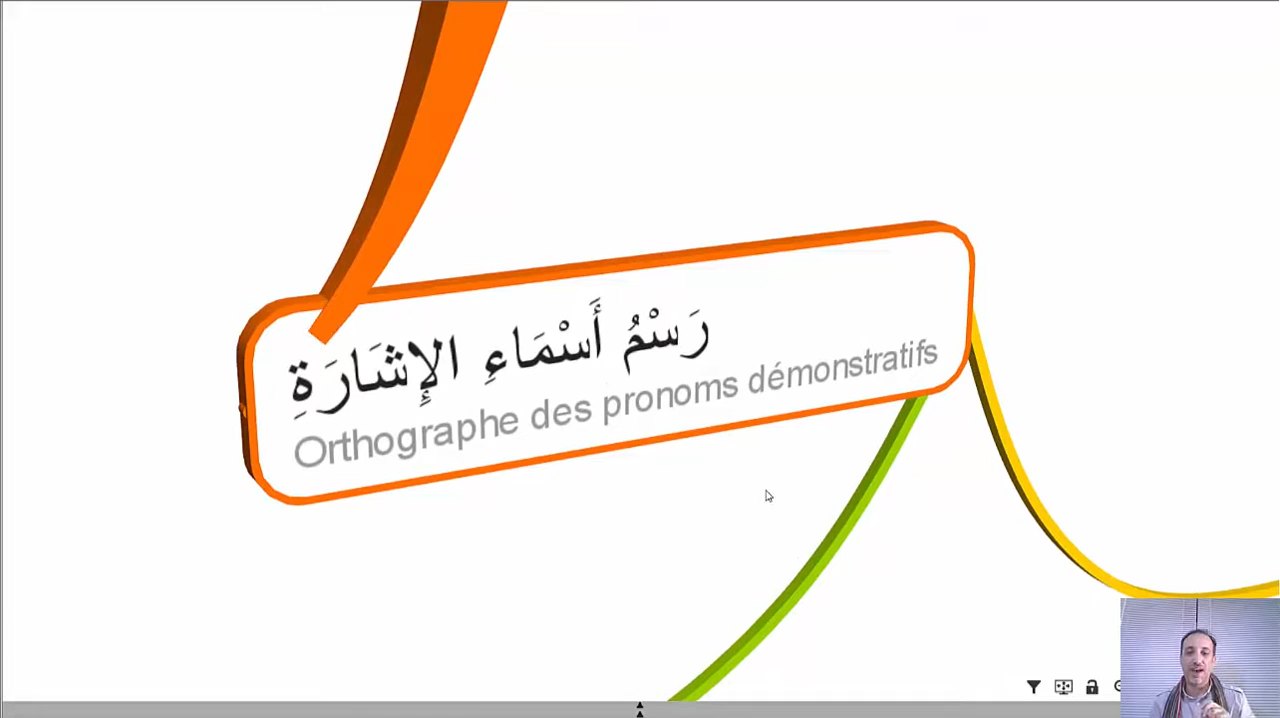 رَسْمُ أَسْمَاءِ الإِشَارَةِ
Orthographe des pronoms démonstratifs